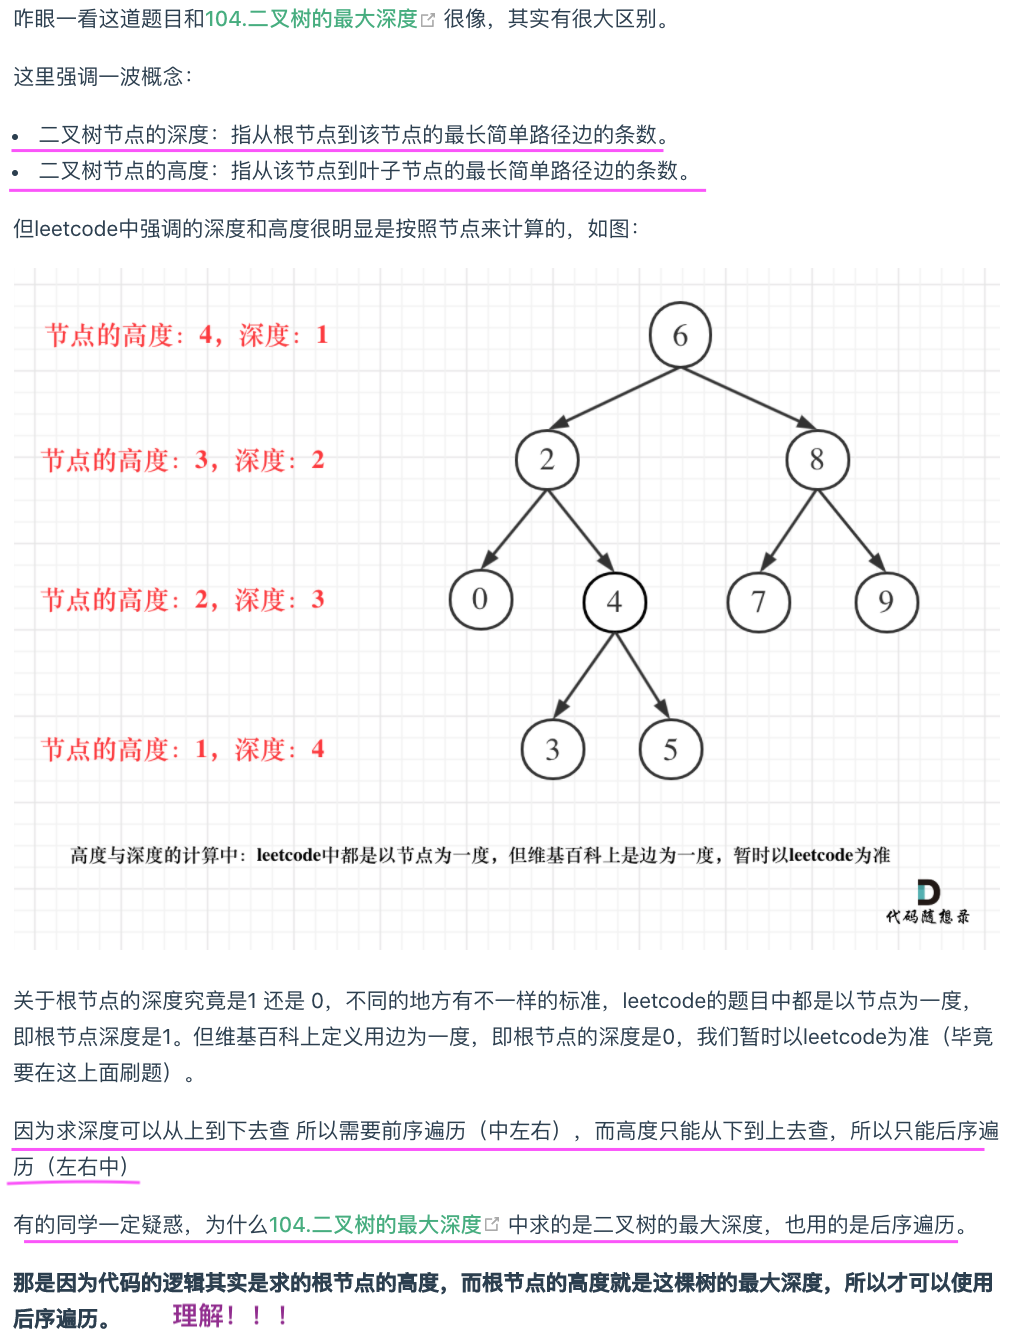 咋眼一看这道题目和104.二叉树的最大深度 很像，其实有很大区别。
这里强调一波概念：
• 二叉树节点的深度：指从根节点到该节点的最长简单路径边的条数。
• 二叉树节点的高度：指从该节点到叶子节点的最长简单路径边的条数。
但leetcode中强调的深度和高度很明显是按照节点来计算的，如图：
节点的高度：4，深度：1
6
节点的高度：3，深度：2
2
8
节点的高度：2，深度：3
0
4
7
9
节点的高度：1，深度：4
3
5
高度与深度的计算中：leetcode中都是以节点为一度，但维基百科上是边为一度，暂时以leetcode为准
代码随想录
关于根节点的深度究竟是1 还是 0，不同的地方有不一样的标准，leetcode的题目中都是以节点为一度，
即根节点深度是1。但维基百科上定义用边为一度，即根节点的深度是0，我们暂时以leetcode为准（毕竟
要在这上面刷题）。
因为求深度可以从上到下去查 所以需要前序遍历（中左右），而高度只能从下到上去查，所以只能后序遍
历（左右中）
有的同学一定疑惑，为什么104.二叉树的最大深度 中求的是二叉树的最大深度，也用的是后序遍历。
那是因为代码的逻辑其实是求的根节点的高度，而根节点的高度就是这棵树的最大深度，所以才可以使用
后序遍历。 理解！！！